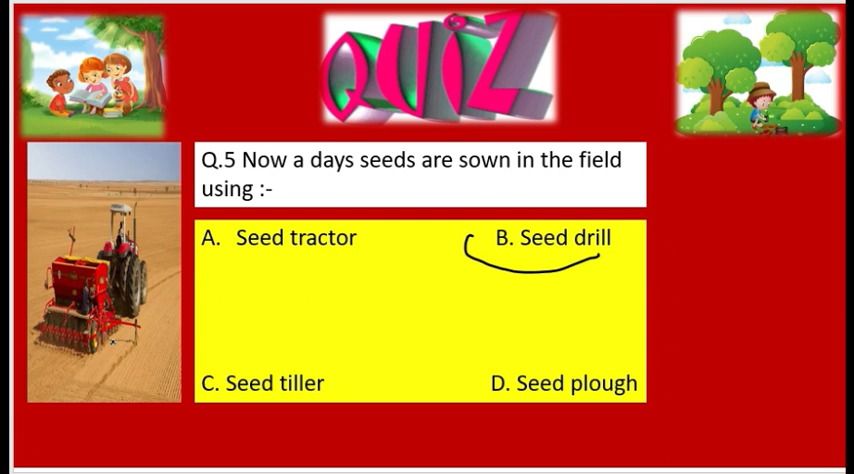 QUiZ
Q.5 Now a days seeds are sown in the field
using :-
A. Seed tractor
B. Seed drill
C. Seed tiller
D. Seed plough